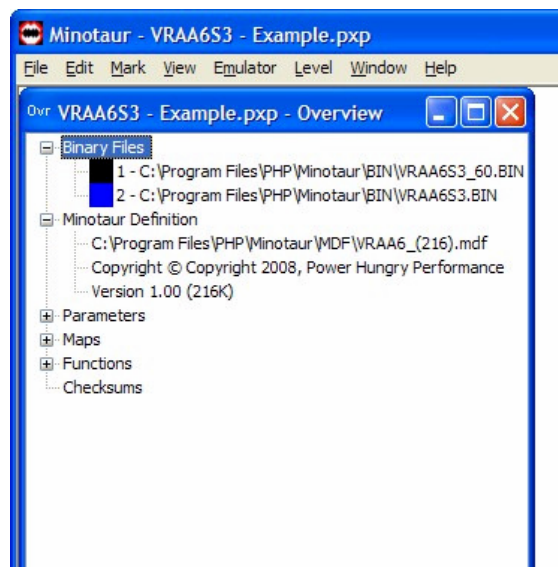 Minotaur - VRAA6S3 - Example.pxp
File Edit Mark View Emulator Level Window Help
Ovr VRAA6S3 - Example.pxp - Overview
Binary Files
1 - C:\Program Files\PHP\Minotaur\BIN\VRAA6S3_60.BIN
2 - C:\Program Files\PHP\Minotaur\BIN\VRAA6S3.BIN
Minotaur Definition
C:\Program Files\PHP\Minotaur\MDF\VRAA6_(216).mdf
Copyright © Copyright 2008, Power Hungry Performance
Version 1.00 (216K)
Parameters
Maps
Functions
Checksums